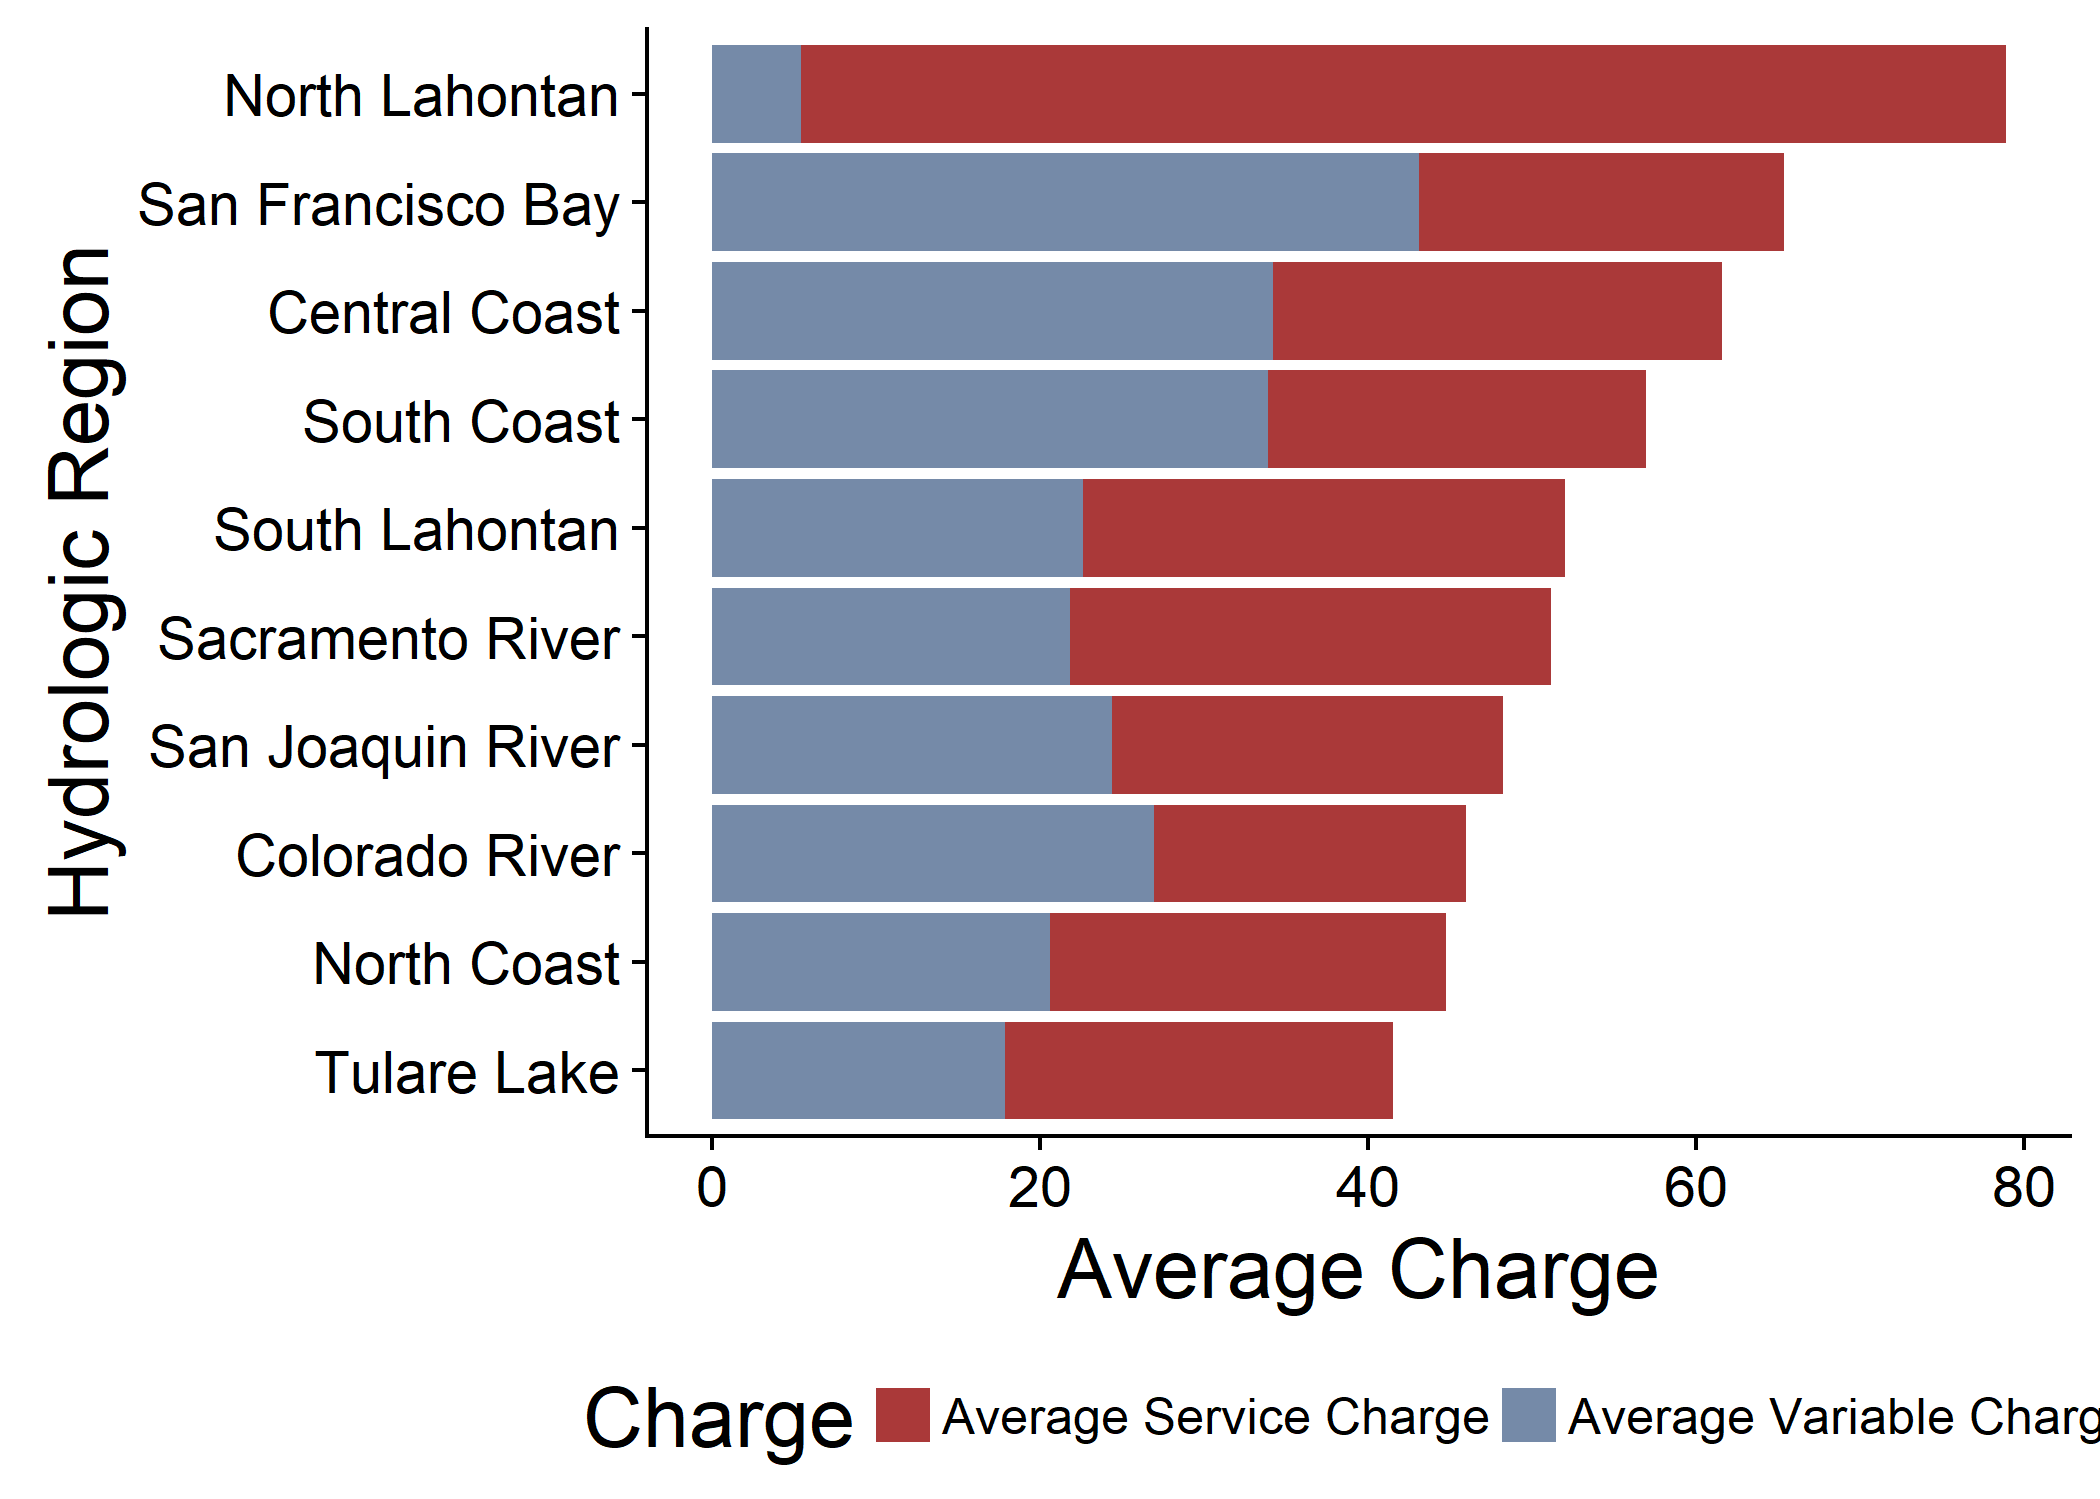 North Lahontan
San Francisco Bay
Central Coast
South Coast
South Lahontan
Sacramento River
San Joaquin River
Colorado River
North Coast
Tulare Lake
Hydrologic Region
0 20 40 60 80
Average Charge
Charge Average Service Charge Average Variable Charg